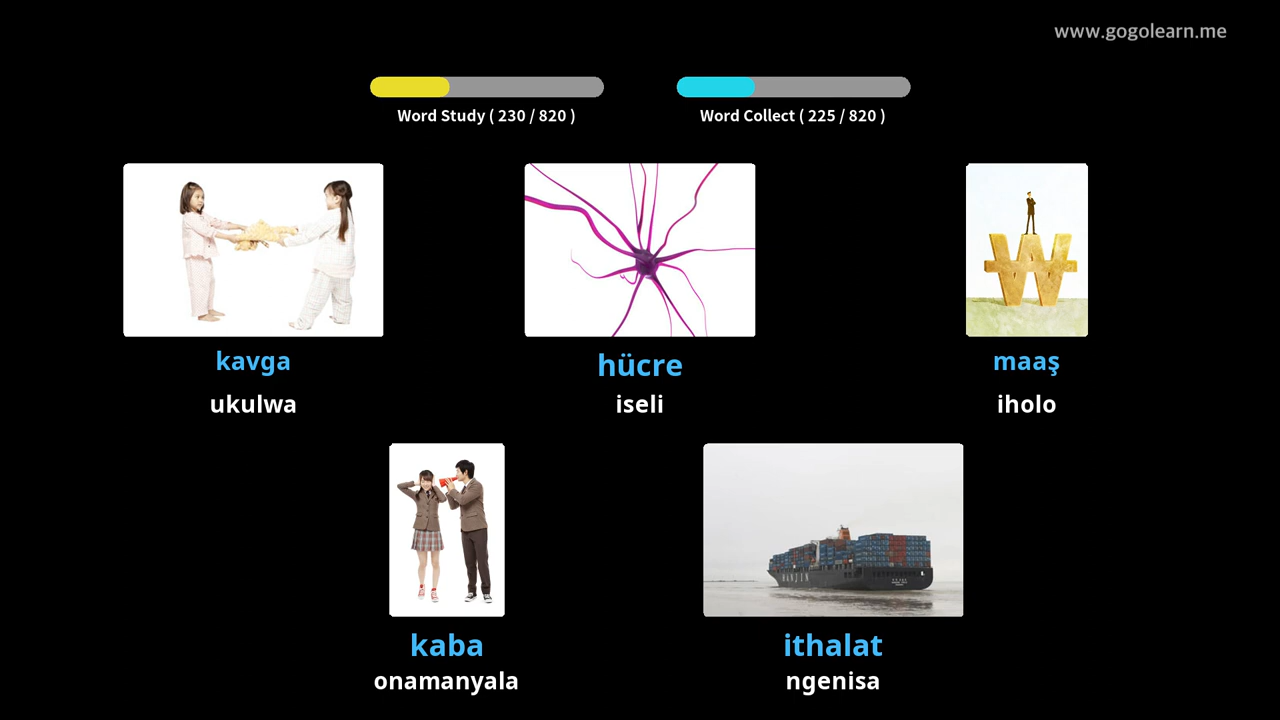 www.gogolearn.me
Word Study ( 230 / 820 )
Word Collect ( 225 / 820 )
kavga
hücre
maaş
ukulwa
iseli
iholo
HANJIN
kaba
ithalat
onamanyala
ngenisa